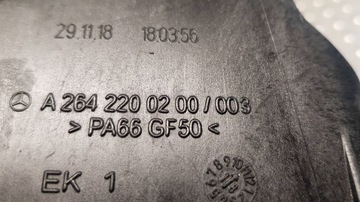 29.11.18 18:03:56
A 264 220 02 00 / 003
> PA66 GF50 <
EK 1